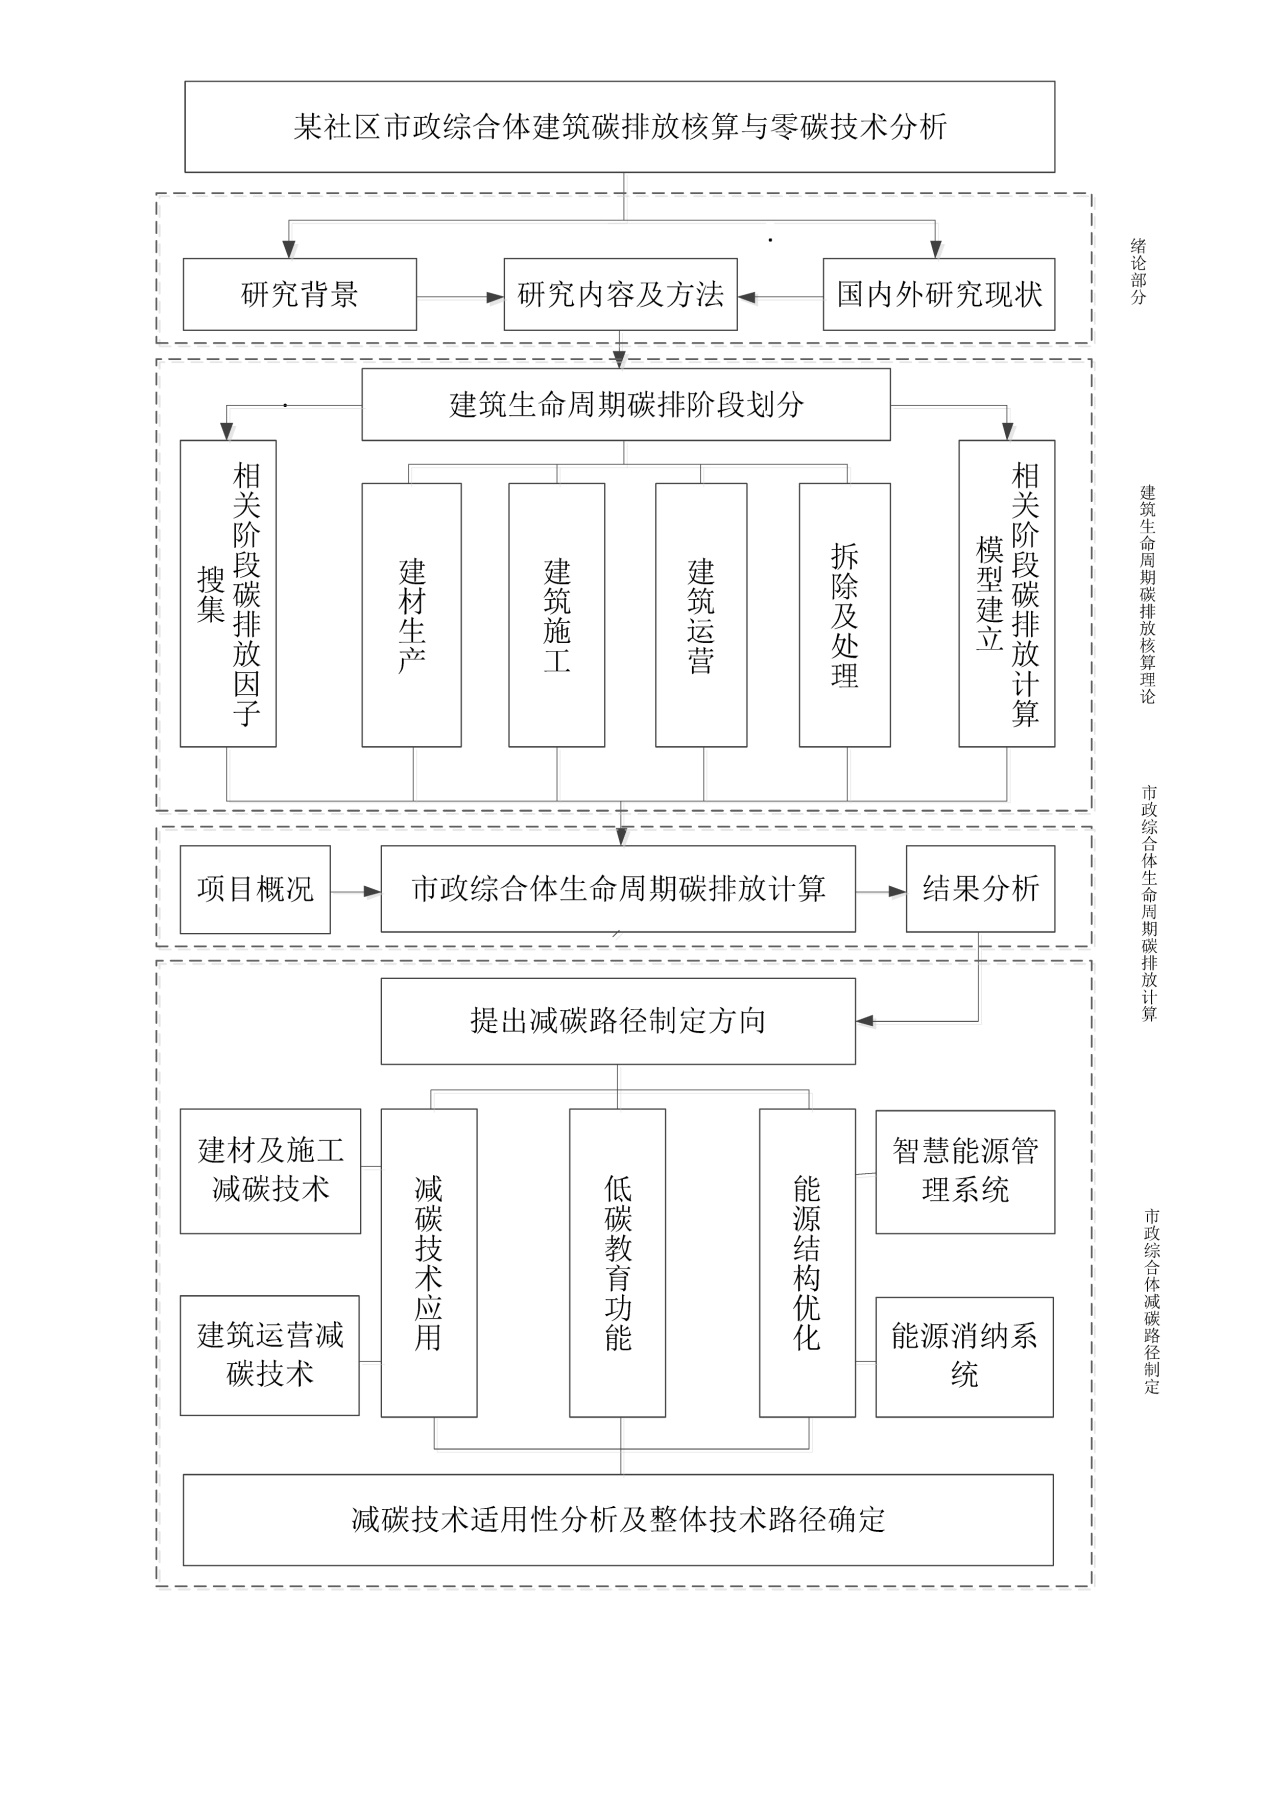 某社区市政综合体建筑碳排放核算与零碳技术分析
绪论部分
研究背景
研究内容及方法
国内外研究现状
建筑生命周期碳排阶段划分
相关阶段碳排放因子
搜集
建材生产
建筑施工
建筑运营
拆除及处理
相关阶段碳排放计算
模型建立
建筑生命周期碳排放核算理论
项目概况
市政综合体生命周期碳排放计算
结果分析
市政综合体生命周期碳排放计算
提出减碳路径制定方向
建材及施工
减碳技术
建筑运营减
碳技术
减碳技术应用
低碳教育功能
能源结构优化
智慧能源管
理系统
能源消纳系
统
市政综合体减碳路径制定
减碳技术适用性分析及整体技术路径确定